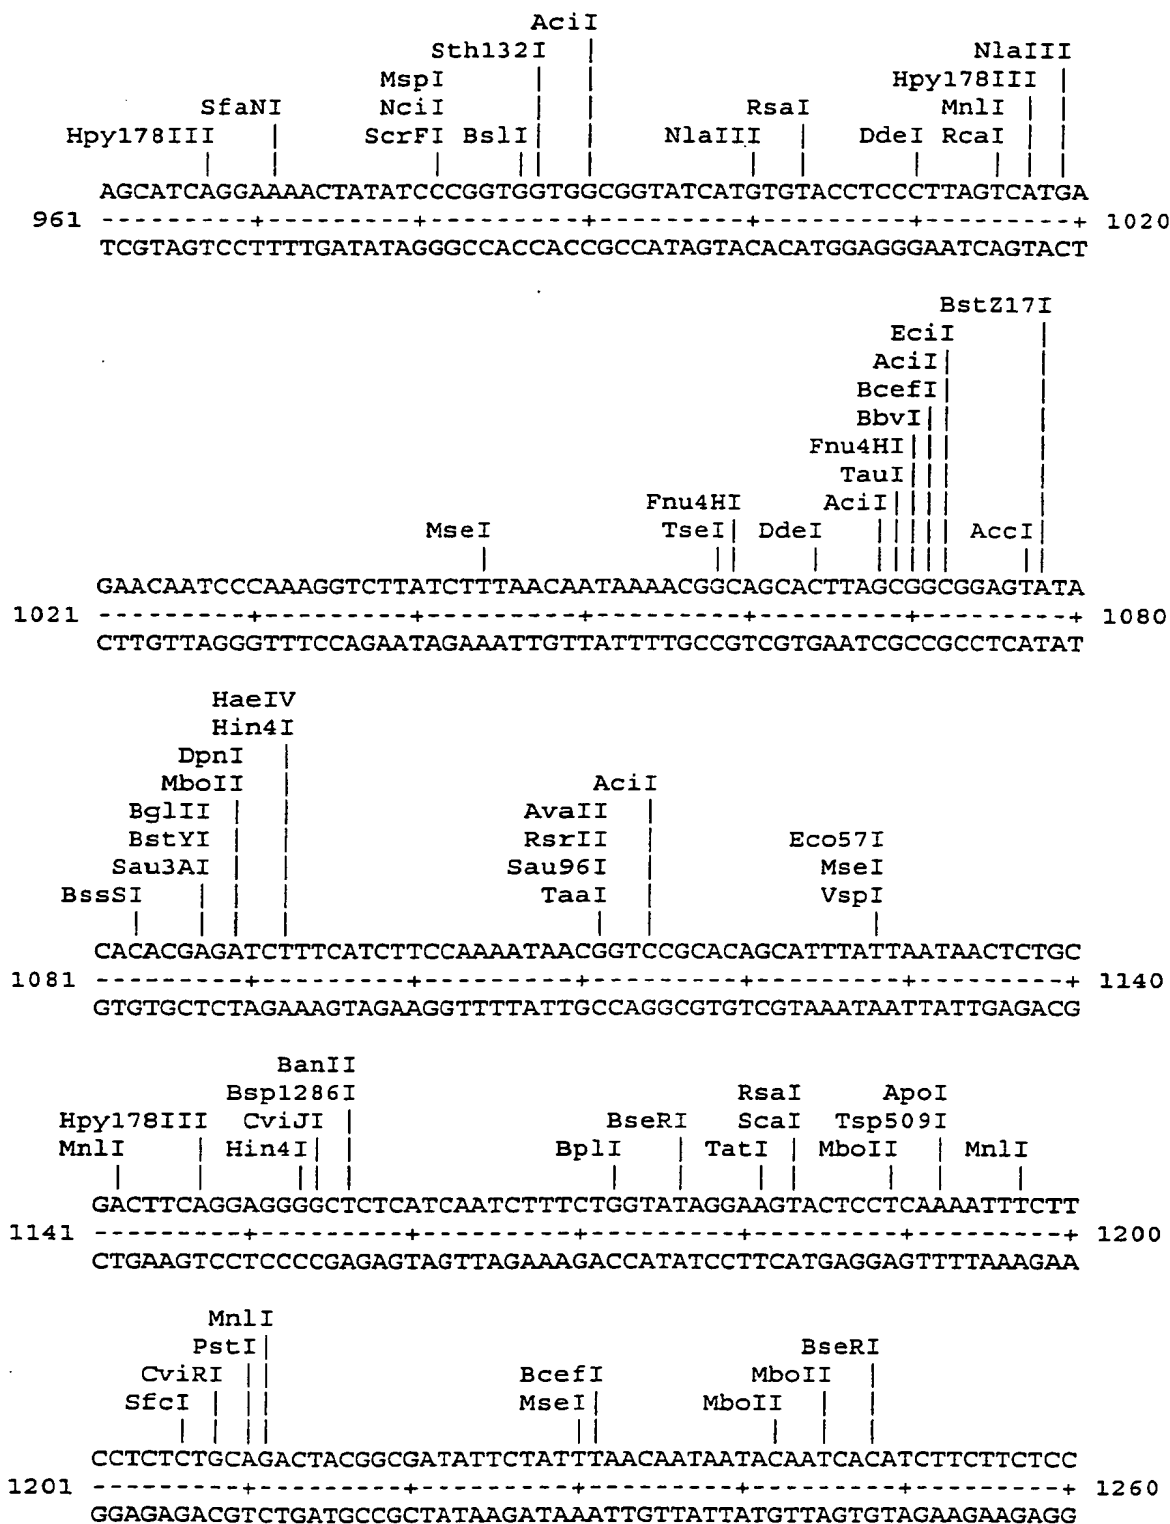 AciI
Sth132I
NlaIII
MspI
Hpy178III
SfaNI
NciI
RsaI
MnlI
Hpy178III
ScrFI
BslI
NlaIII
DdeI
RcaI
AGCATCAGGAAAACTATATCCCGGTGGTGGCGGTATCATGTGTACCTCCCTTAGTCATGA
961 ---------+---------+---------+---------+---------+---------+ 1020
TCGTAGTCCTTTTGATATAGGGCCACCACCGCCATAGTACACATGGAGGGAATCAGTACT
BstZ17I
EciI
AciI
BcefI
BbvI
Fnu4HI
TauI
Fnu4HI
AciI
MseI
TseI
DdeI
AccI
GAACAATCCCAAAGGTCTTATCTTTAACAATAAAACGGCAGCACTTAGCGGCGGAGTATA
1021 ---------+---------+---------+---------+---------+---------+ 1080
CTTGTTAGGGTTTCCAGAATAGAAATTGTTATTTTGCCGTCGTGAATCGCCGCCTCATAT
HaeIV
Hin4I
DpnI
MboII
AciI
BglII
AvaII
BstYI
RsrII
Eco57I
Sau3AI
Sau96I
MseI
BssSI
TaaI
VspI
CACACGAGATCTTTCATCTTCCAAAATAACGGTCCGCACAGCATTTATTAATAACTCTGC
1081 ---------+---------+---------+---------+---------+---------+ 1140
GTGTGCTCTAGAAAGTAGAAGGTTTTATTGCCAGGCGTGTCGTAAATAATTATTGAGACG
BanII
Bsp1286I
RsaI
ApoI
Hpy178III
CviJI
BseRI
ScaI
Tsp509I
MnlI
Hin4I
BplI
TatI
MboII
MnlI
GACTTCAGGAGGGGCTCTCATCAATCTTTCTGGTATAGGAAGTACTCCTCAAAATTTCTT
1141 ---------+---------+---------+---------+---------+---------+ 1200
CTGAAGTCCTCCCCGAGAGTAGTTAGAAAGACCATATCCTTCATGAGGAGTTTTAAAGAA
MnlI
PstI
BseRI
CviRI
BcefI
MboII
SfcI
MseI
MboII
CCTCTCTGCAGACTACGGCGATATTCTATTTAACAATAATACAATCACATCTTCTTCTCC
1201 ---------+---------+---------+---------+---------+---------+ 1260
GGAGAGACGTCTGATGCCGCTATAAGATAAATTGTTATTATGTTAGTGTAGAAGAAGAGG